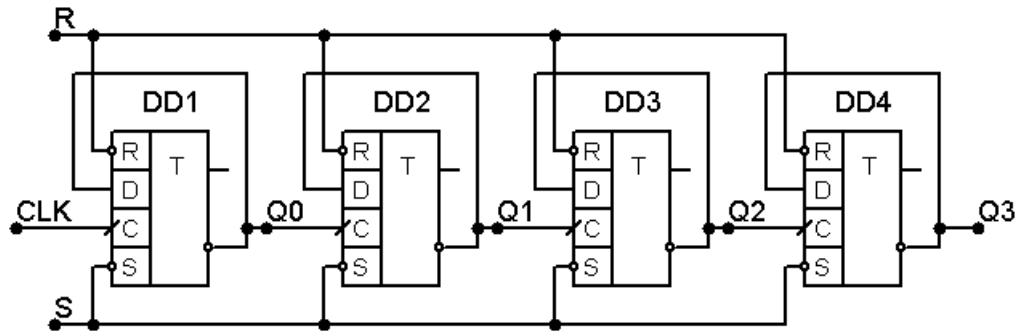 R
DD1 DD2 DD3 DD4
R T R T R T R T
D D D D
CLK C Q0 C Q1 C Q2 C Q3
S S S S
S